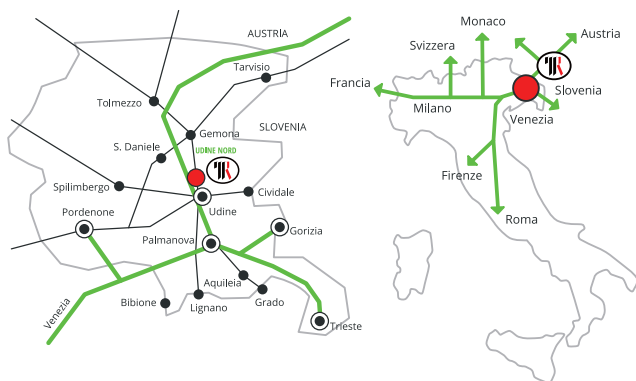 AUSTRIA
Tarvisio
Tolmezzo
Gemona
SLOVENIA
S. Daniele
UDINE NORD
Spilimbergo
Cividale
Udine
Pordenone
Gorizia
Palmanova
Aquileia
Grado
Bibione
Lignano
Venezia
Trieste
Monaco
Svizzera
Austria
Francia
Slovenia
Milano
Venezia
Firenze
Roma